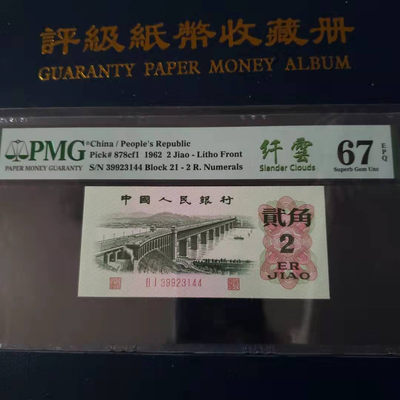 評級紙幣收藏册
GUARANTY PAPER MONEY ALBUM
PMG
PAPER MONEY GUARANTY
China / People's Republic
Pick# 878cf1 1962 2 Jiao - Litho Front
S/N 39923144 Block 21 - 2 R. Numerals
纤雲
Slender Clouds
67 EPQ
Superb Gem Unc
中國人民銀行
貳角
2
ER
JIAO
II I 39923144